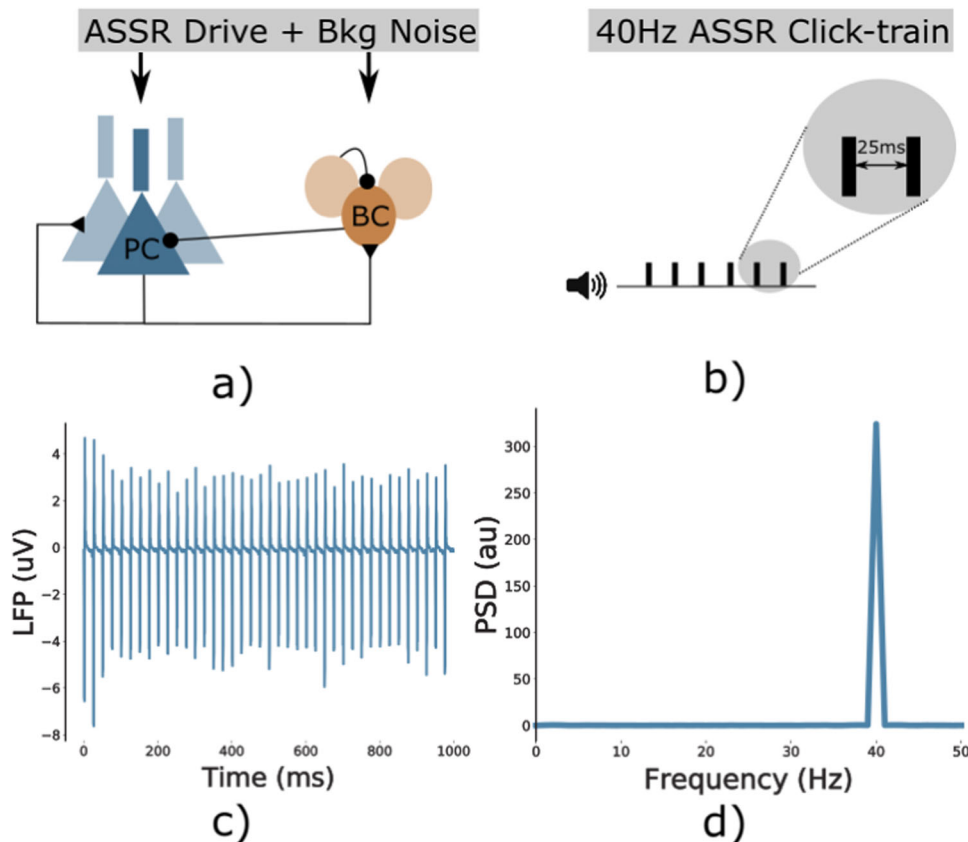 ASSR Drive + Bkg Noise
40Hz ASSR Click-train
25ms
PC
BC
a)
b)
LFP (uV)
4
2
0
−2
−4
−6
−8
0
200
400
600
800
1000
Time (ms)
c)
PSD (au)
300
250
200
150
100
50
0
0
10
20
30
40
50
Frequency (Hz)
d)